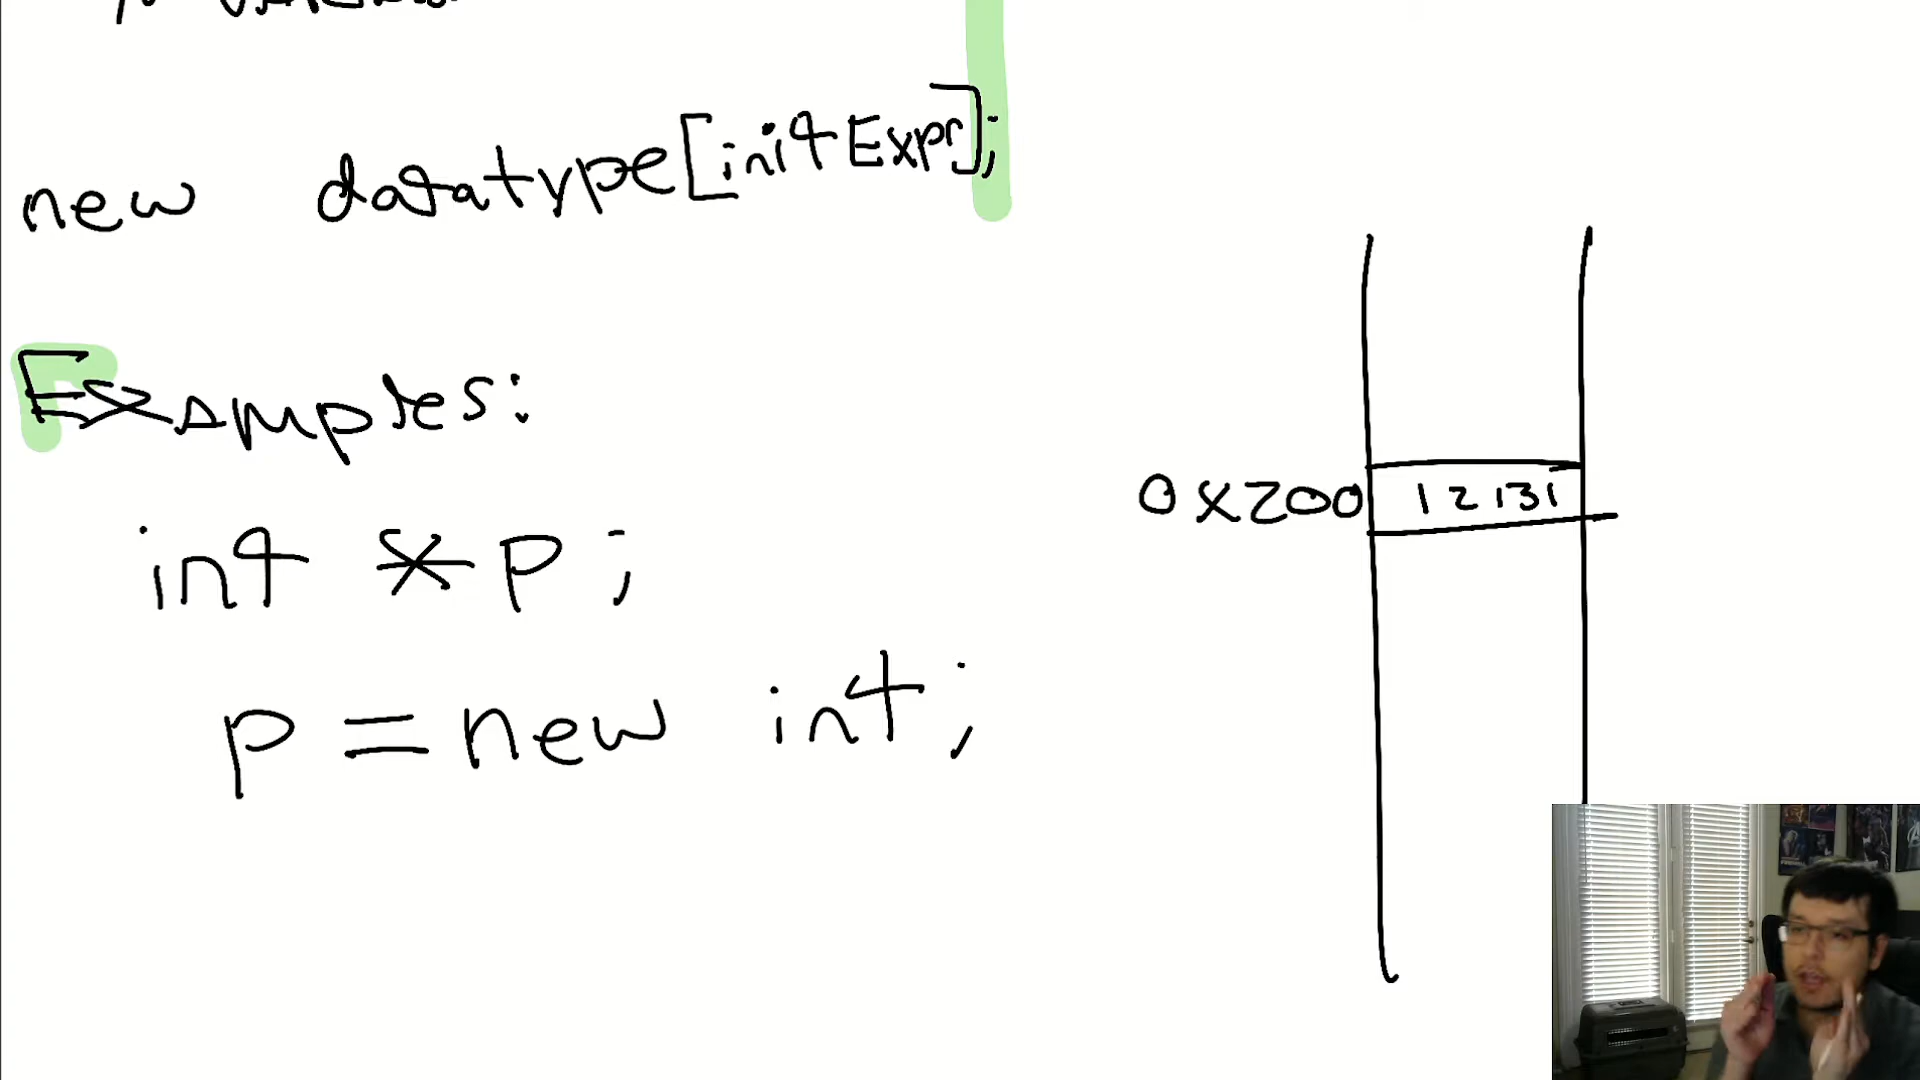 new datatype[initExpr];
Examples:
int *p;
0x200 12131
p = new int;